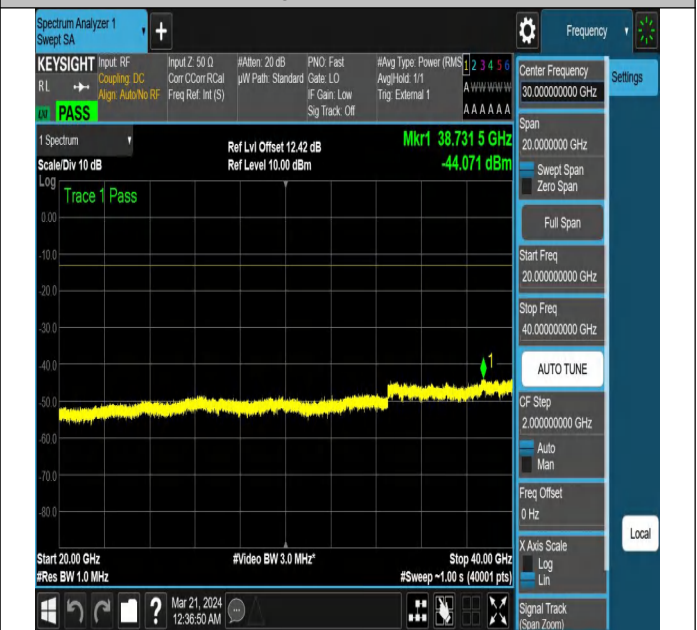 Spectrum Analyzer 1
Swept SA
+
Frequency
KEYSIGHT
RL
PASS
Input: RF
Coupling: DC
Align: Auto/No RF
Input Z: 50 Ω
Corr CCorr RCal
Freq Ref: Int (S)
#Atten: 20 dB
µW Path: Standard
PNO: Fast
Gate: LO
IF Gain: Low
Sig Track: Off
#Avg Type: Power (RMS
Avg|Hold: 1/1
Trig: External 1
1 2 3 4 5 6
A W W W W W
A A A A A A
1 Spectrum
Scale/Div 10 dB
Ref Lvl Offset 12.42 dB
Ref Level 10.00 dBm
Mkr1 38.731 5 GHz
-44.071 dBm
Log
Trace 1 Pass
0.00
-10.0
-20.0
-30.0
-40.0
-50.0
-60.0
-70.0
-80.0
1
Start 20.00 GHz
#Res BW 1.0 MHz
#Video BW 3.0 MHz*
Stop 40.00 GHz
#Sweep ~1.00 s (40001 pts)
?
Mar 21, 2024
12:36:50 AM
Center Frequency
30.000000000 GHz
Settings
Span
20.0000000 GHz
Swept Span
Zero Span
Full Span
Start Freq
20.000000000 GHz
Stop Freq
40.000000000 GHz
AUTO TUNE
CF Step
2.000000000 GHz
Auto
Man
Freq Offset
0 Hz
Local
X Axis Scale
Log
Lin
Signal Track
(Span Zoom)